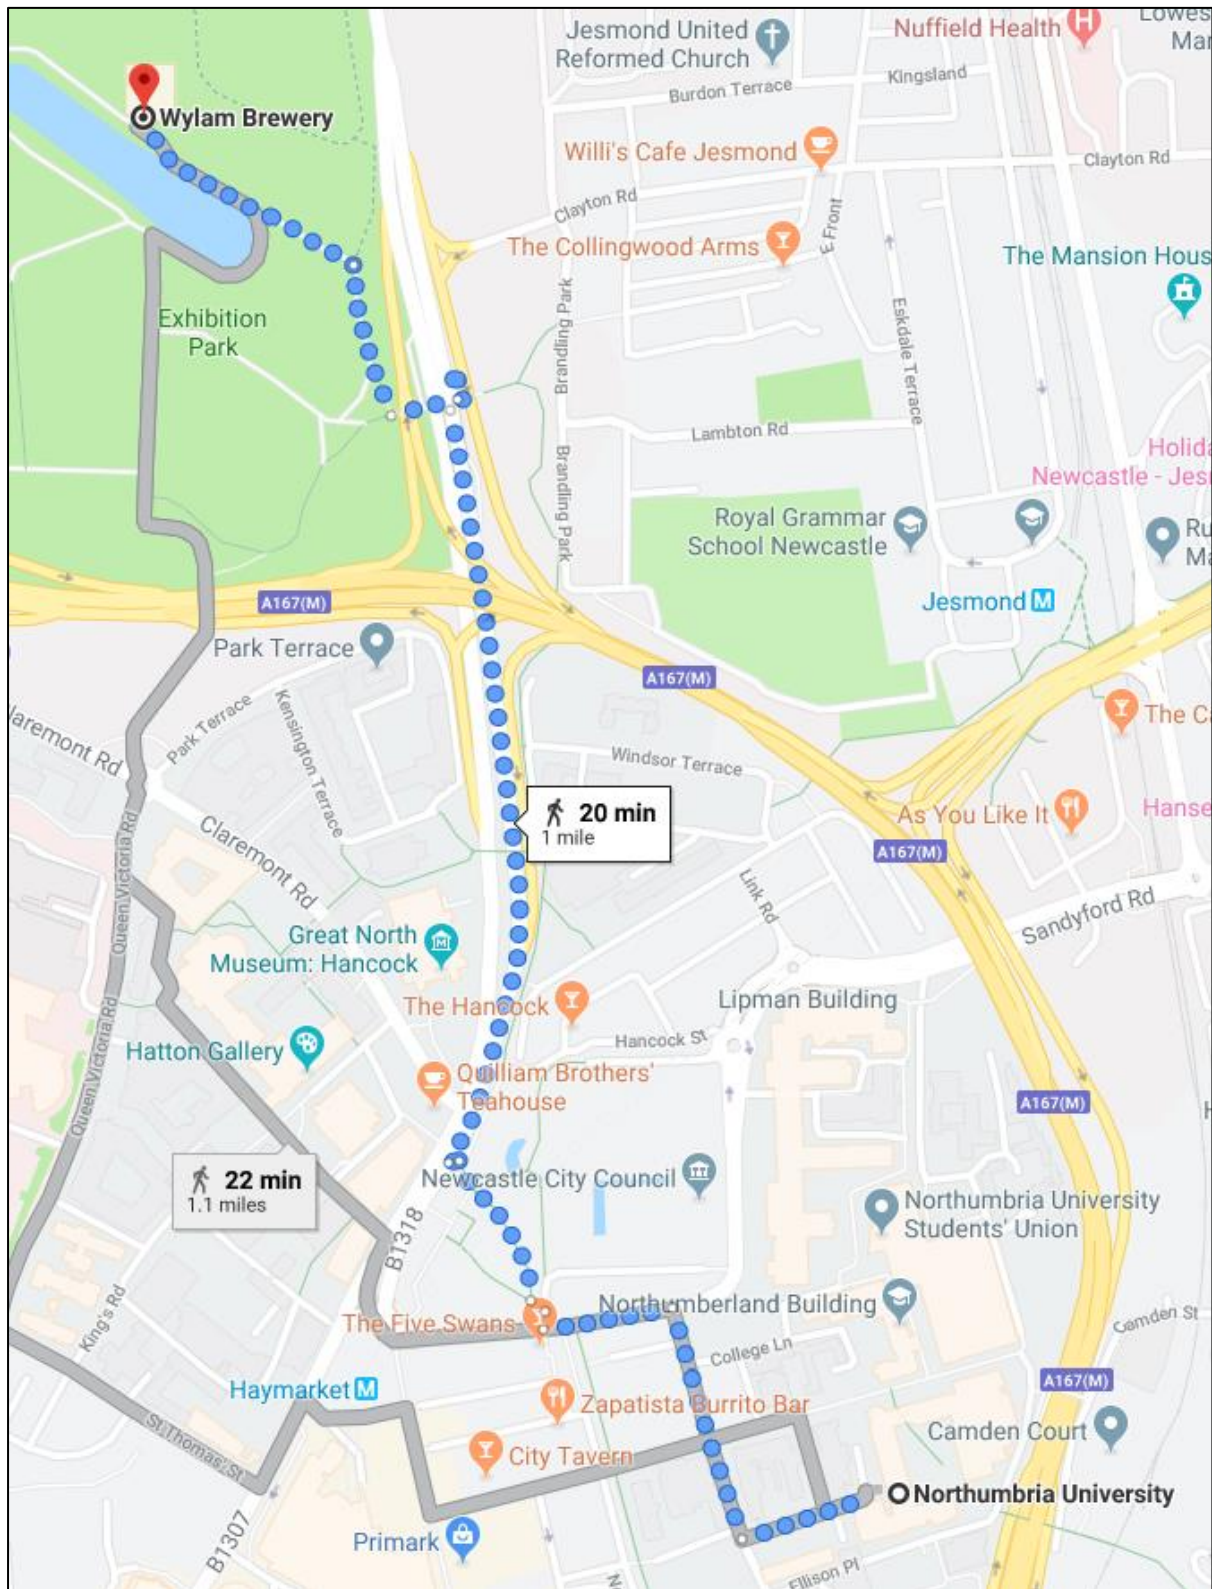 Jesmond United
Reformed Church
Nuffield Health
Burdon Terrace
Kingsland
Wylam Brewery
Willi's Cafe Jesmond
Clayton Rd
Clayton Rd
E Front
The Collingwood Arms
The Mansion Hous
Exhibition
Park
Brandling Park
Eskdale Terrace
Lambton Rd
Brandling Park
Newcastle - Jes
Royal Grammar
School Newcastle
Jesmond M
A167(M)
Park Terrace
A167(M)
Park Terrace
Kensington Terrace
laremont Rd
Windsor Terrace
20 min
1 mile
As You Like It
Hanse
A167(M)
Claremont Rd
Queen Victoria Rd
Link Rd
Sandyford Rd
Great North
Museum: Hancock
The Hancock
Lipman Building
Hancock St
Hatton Gallery
Queen Victoria Rd
Quilliam Brothers'
Teahouse
A167(M)
22 min
1.1 miles
Newcastle City Council
Northumbria University
Students' Union
B1318
King's Rd
The Five Swans
Northumberland Building
Camden St
College Ln
Haymarket M
A167(M)
Zapatista Burrito Bar
St Thomas' St
City Tavern
Camden Court
Northumbria University
Primark
B1307
Ellison Pl